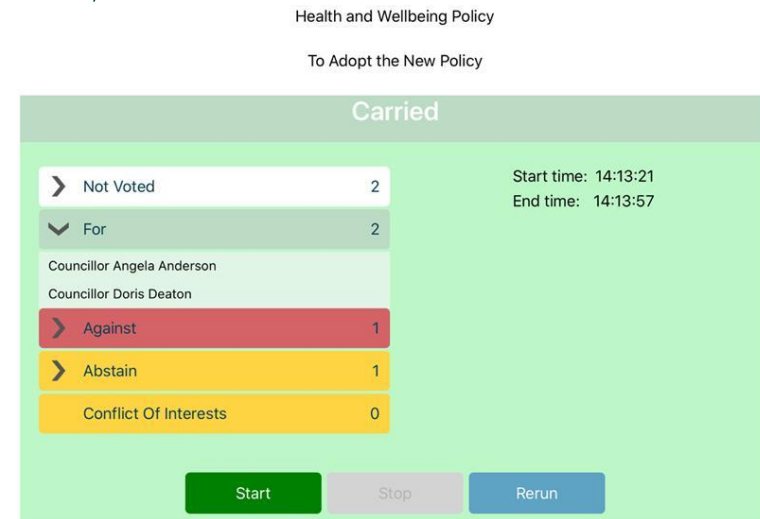 Health and Wellbeing Policy
To Adopt the New Policy
Carried
Not Voted 2
Start time: 14:13:21
End time: 14:13:57
For 2
Councillor Angela Anderson
Councillor Doris Deaton
Against 1
Abstain 1
Conflict Of Interests 0
Start
Stop
Rerun